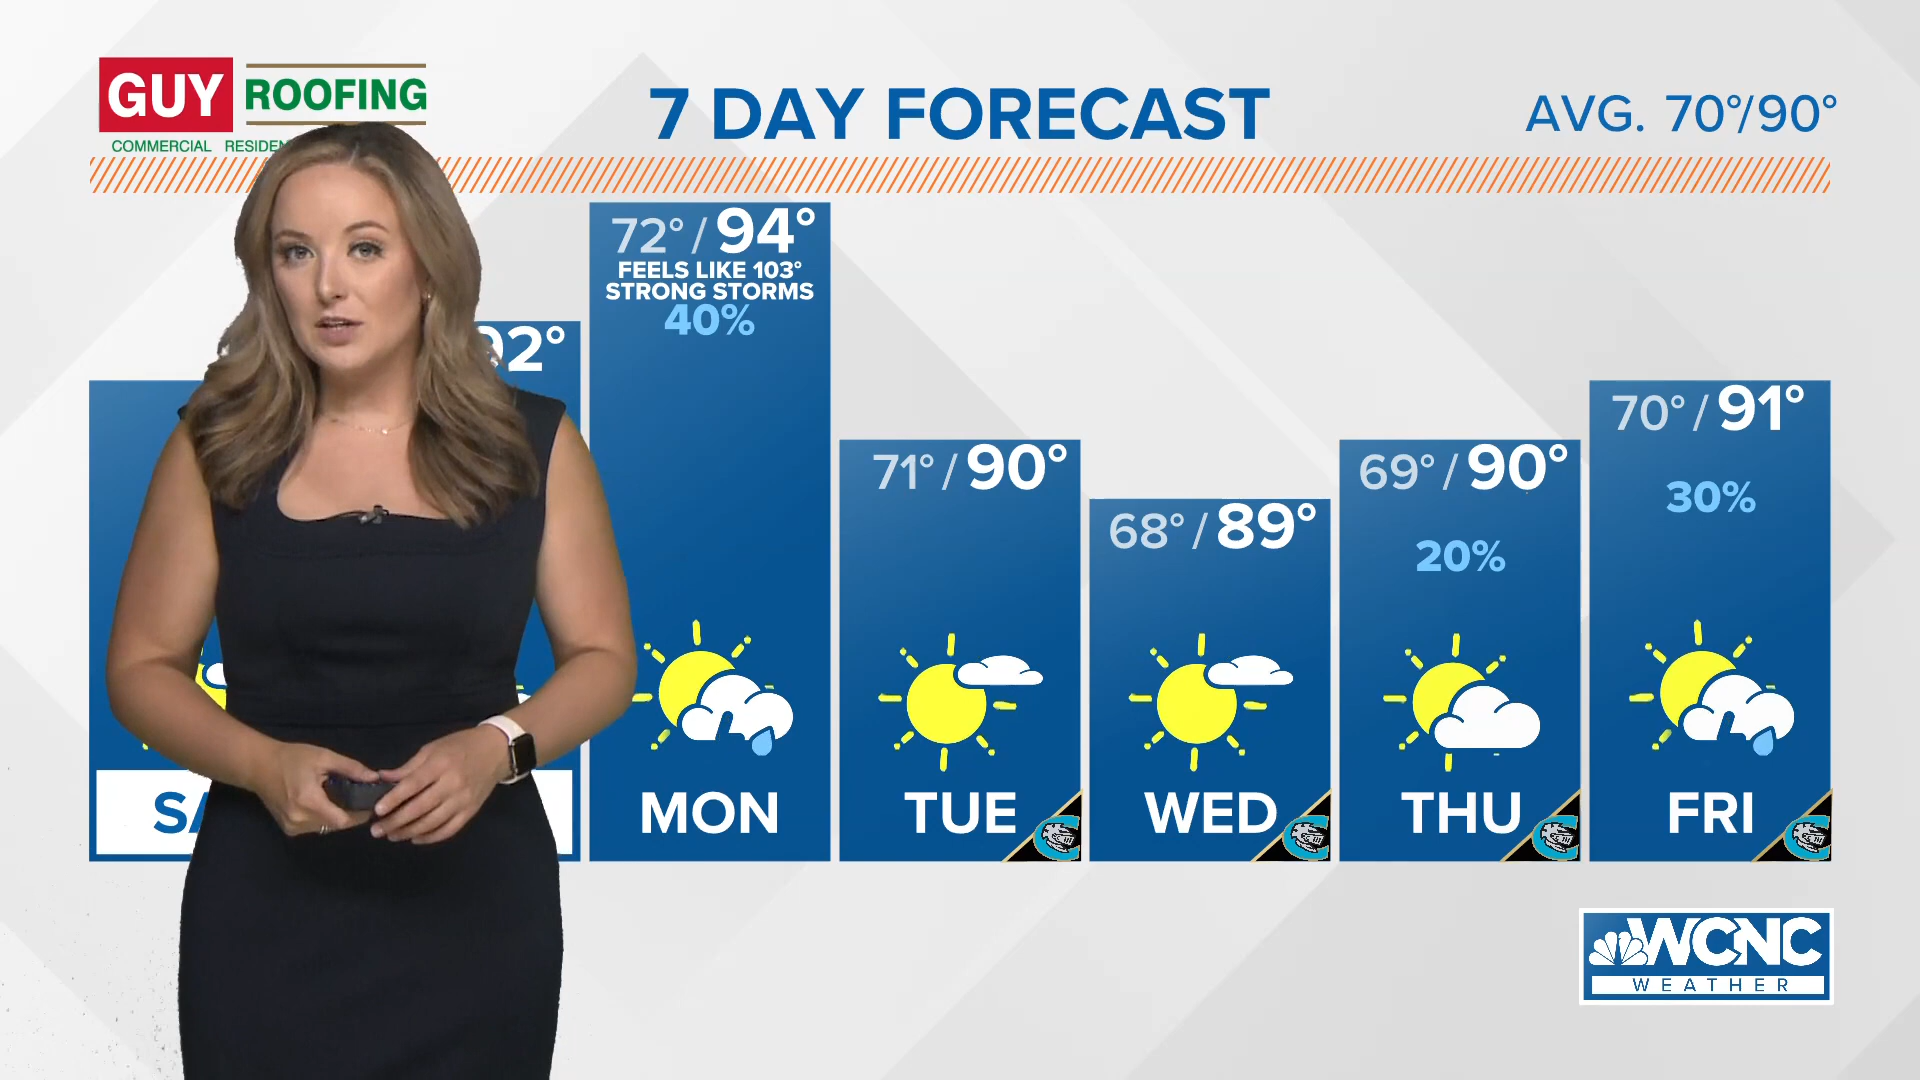 GUY ROOFING
COMMERCIAL
7 DAY FORECAST
AVG. 70°/90°
72°/94°
FEELS LIKE 103°
STRONG STORMS
40%
MON
71°/90°
TUE
68°/89°
WED
69°/90°
20%
THU
70°/91°
30%
FRI
WCNC
WEATHER